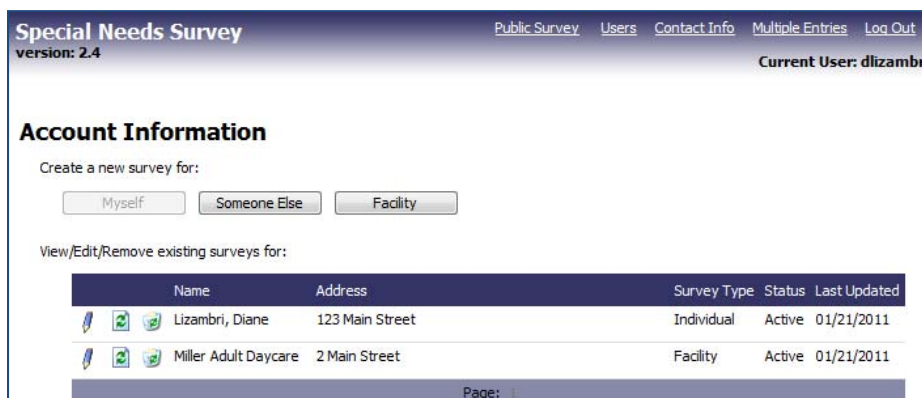 Special Needs Survey
Public Survey Users Contact Info Multiple Entries Log Out
version: 2.4
Current User: dlizambr
Account Information
Create a new survey for:
Myself Someone Else Facility
View/Edit/Remove existing surveys for:
Name Address Survey Type Status Last Updated
Lizambri, Diane 123 Main Street Individual Active 01/21/2011
Miller Adult Daycare 2 Main Street Facility Active 01/21/2011
Page: